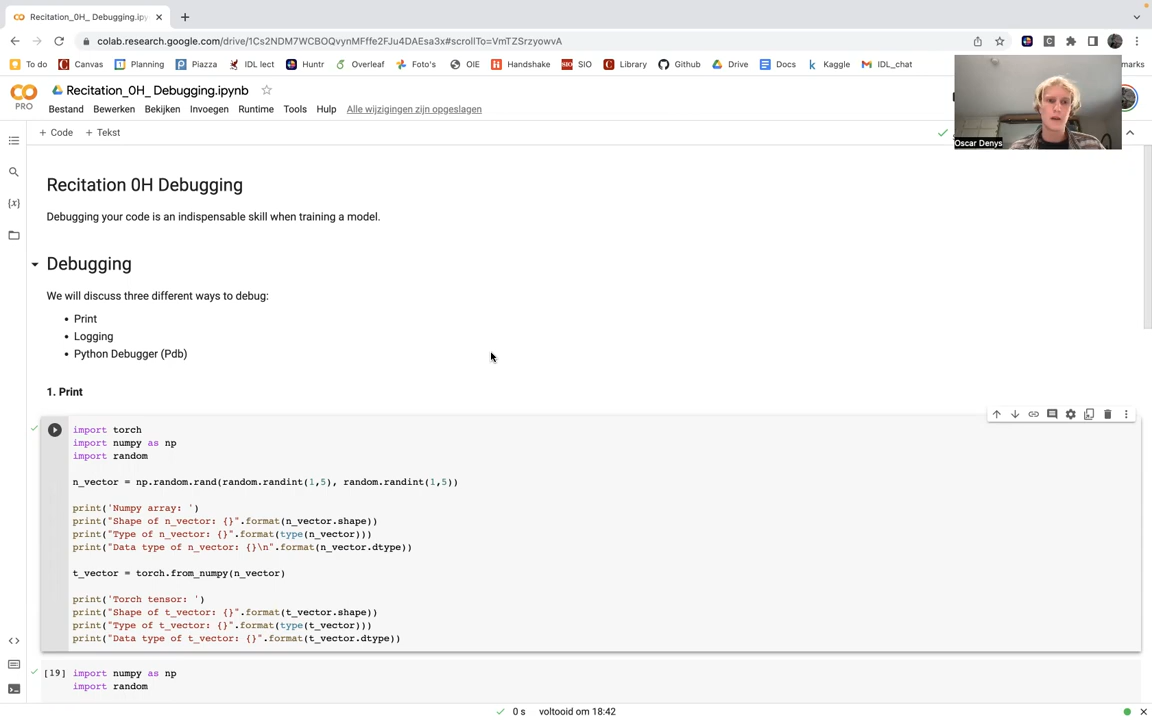 Recitation_0H_ Debugging.ipy
colab.research.google.com/drive/1Cs2NDM7WCBOQvynMFffe2FJu4DAEsa3x#scrollTo=VmTZSrzyowvA
To do Canvas Planning Piazza IDL lect Huntr Overleaf Foto's OIE Handshake SIO Library Github Drive Docs Kaggle IDL_chat marks
PRO
Recitation_0H_ Debugging.ipynb
Bestand Bewerken Bekijken Invoegen Runtime Tools Help Alle wijzigingen zijn opgeslagen
+ Code + Tekst
Oscar Denys
Recitation 0H Debugging
Debugging your code is an indispensable skill when training a model.
Debugging
We will discuss three different ways to debug:
• Print
• Logging
• Python Debugger (Pdb)
1. Print
import torch
import numpy as np
import random
n_vector = np.random.rand(random.randint(1,5), random.randint(1,5))
print('Numpy array: ')
print("Shape of n_vector: {}".format(n_vector.shape))
print("Type of n_vector: {}".format(type(n_vector)))
print("Data type of n_vector: {}\n".format(n_vector.dtype))
t_vector = torch.from_numpy(n_vector)
print('Torch tensor: ')
print("Shape of t_vector: {}".format(t_vector.shape))
print("Type of t_vector: {}".format(type(t_vector)))
print("Data type of t_vector: {}".format(t_vector.dtype))
[19] import numpy as np
import random
0 s voltooid om 18:42